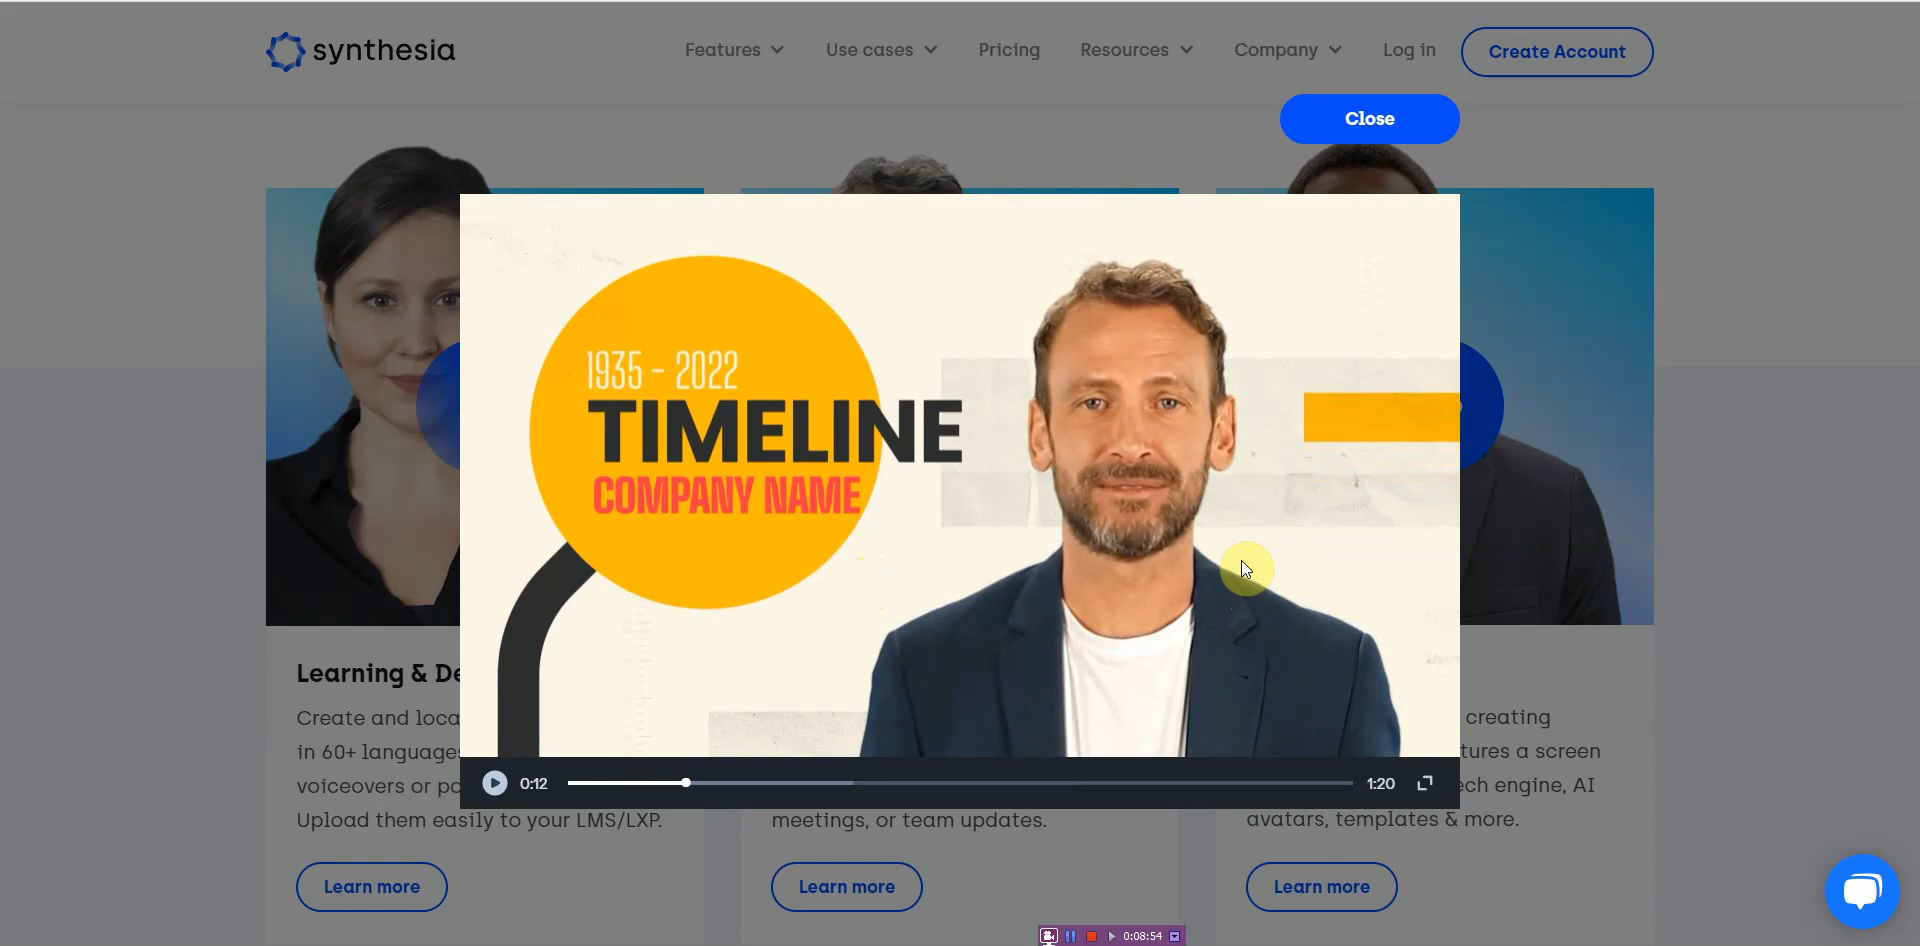 synthesia
Features
Use cases
Pricing
Resources
Company
Log in
Create Account
Close
1935 - 2022
TIMELINE
COMPANY NAME
0:12
1:20
Learning & De
Create and loca
in 60+ languages
voiceovers or po
Upload them easily to your LMS/LXP.
Learn more
meetings, or team updates.
Learn more
creating
tures a screen
ech engine, AI
avatars, templates & more.
Learn more
0:08:54